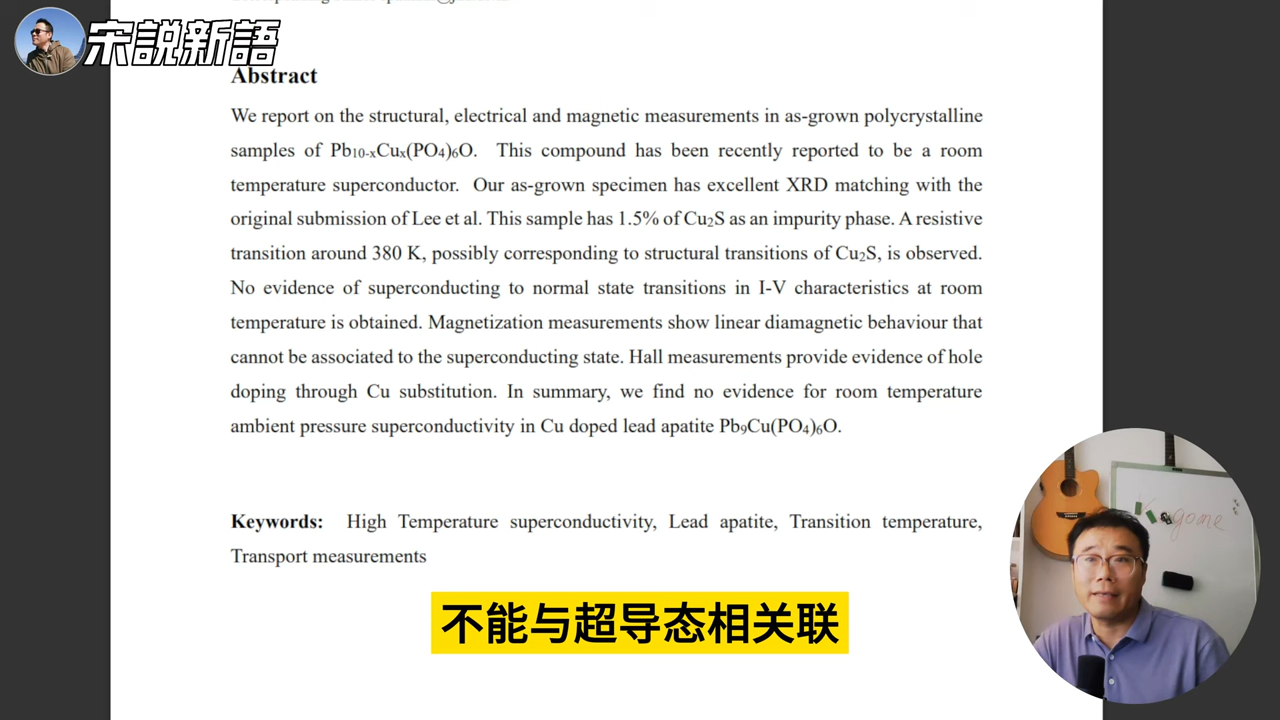 宋説新語
Abstract
We report on the structural, electrical and magnetic measurements in as-grown polycrystalline
samples of Pb10-xCux(PO4)6O. This compound has been recently reported to be a room
temperature superconductor. Our as-grown specimen has excellent XRD matching with the
original submission of Lee et al. This sample has 1.5% of Cu2S as an impurity phase. A resistive
transition around 380 K, possibly corresponding to structural transitions of Cu2S, is observed.
No evidence of superconducting to normal state transitions in I-V characteristics at room
temperature is obtained. Magnetization measurements show linear diamagnetic behaviour that
cannot be associated to the superconducting state. Hall measurements provide evidence of hole
doping through Cu substitution. In summary, we find no evidence for room temperature
ambient pressure superconductivity in Cu doped lead apatite Pb9Cu(PO4)6O.
Keywords: High Temperature superconductivity, Lead apatite, Transition temperature,
Transport measurements
不能与超导态相关联